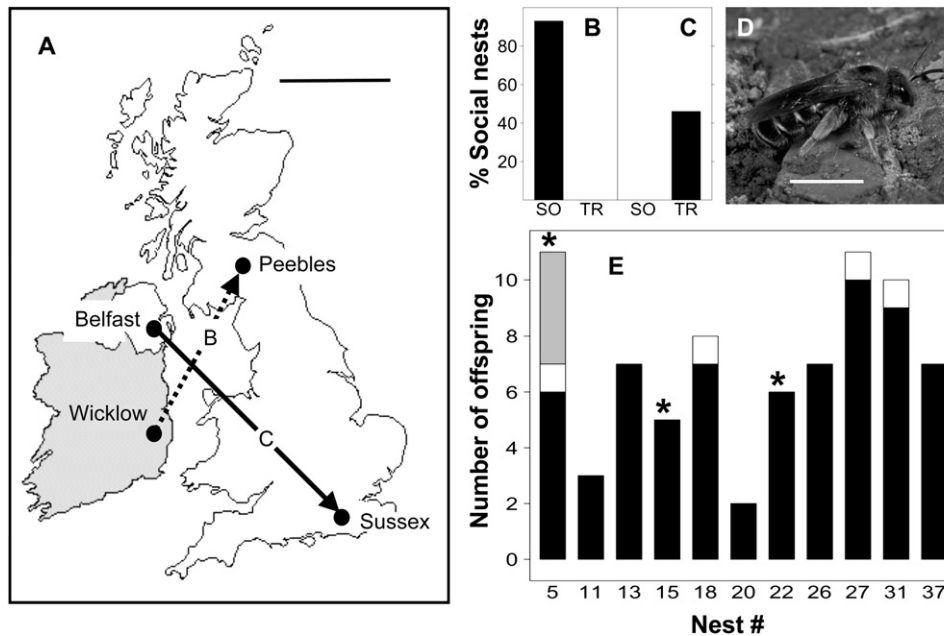 A
Peebles
Belfast
B
Wicklow
C
Sussex
% Social nests
80
60
40
20
B
C
SO TR SO TR
D
E
Number of offspring
10
8
6
4
2
0
*
*
*
5 11 13 15 18 20 22 26 27 31 37
Nest #